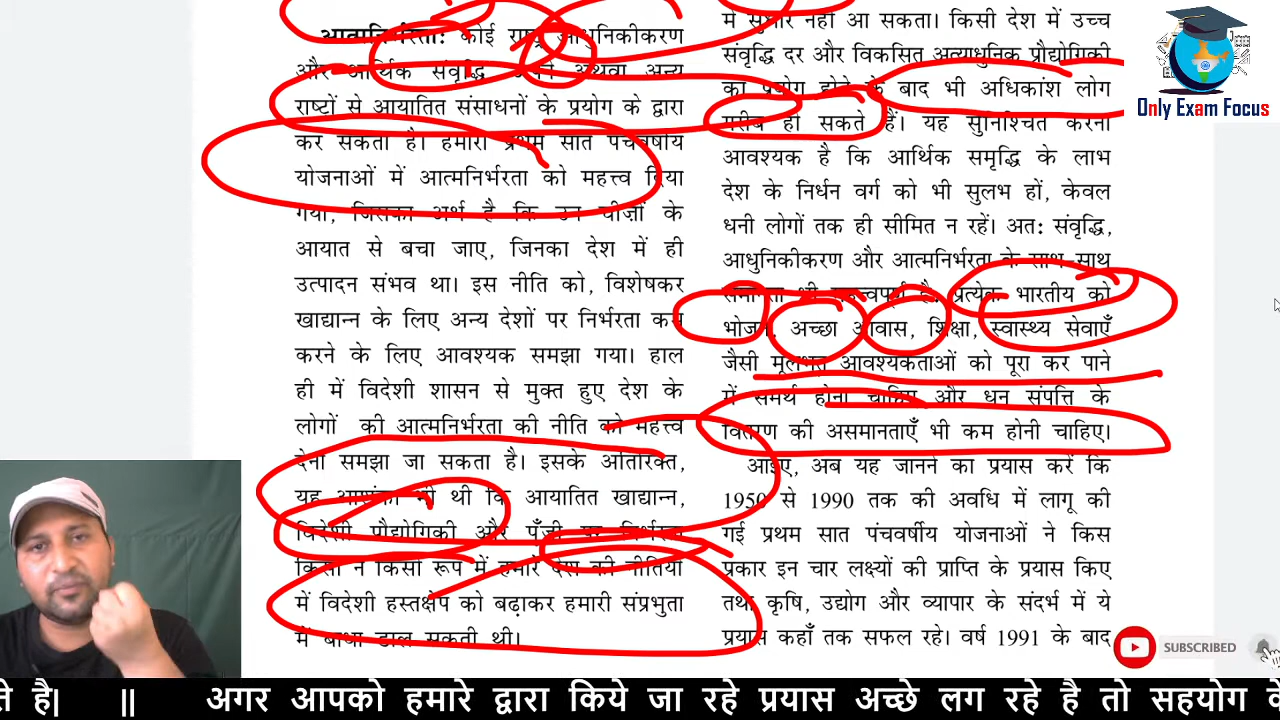 आत्मनिर्भरता: कोई राष्ट्र आधुनिकीकरण
और आर्थिक संवृद्धि अपने अथवा अन्य
राष्टों से आयातित संसाधनों के प्रयोग के द्वारा
कर सकता है। हमारी प्रथम सात पंचवर्षीय
योजनाओं में आत्मनिर्भरता को महत्त्व दिया
गया, जिसका अर्थ है कि उन चीज़ों के
आयात से बचा जाए, जिनका देश में ही
उत्पादन संभव था। इस नीति को, विशेषकर
खाद्यान्न के लिए अन्य देशों पर निर्भरता कम
करने के लिए आवश्यक समझा गया। हाल
ही में विदेशी शासन से मुक्त हुए देश के
लोगों की आत्मनिर्भरता की नीति को महत्त्व
देना समझा जा सकता है। इसके अतिरिक्त,
यह आशंका भी थी कि आयातित खाद्यान्न,
विदेशी प्रौद्योगिकी और पूँजी पर निर्भरता
किसी न किसी रूप में हमारे देश की नीतियों
में विदेशी हस्तक्षेप को बढ़ाकर हमारी संप्रभुता
में बाधा डाल सकती थी।
में सुधार नहीं आ सकता। किसी देश में उच्च
संवृद्धि दर और विकसित अत्याधुनिक प्रौद्योगिकी
का प्रयोग होने के बाद भी अधिकांश लोग
गरीब हो सकते हैं। यह सुनिश्चित करना
आवश्यक है कि आर्थिक समृद्धि के लाभ
देश के निर्धन वर्ग को भी सुलभ हों, केवल
धनी लोगों तक ही सीमित न रहें। अत: संवृद्धि,
आधुनिकीकरण और आत्मनिर्भरता के साथ साथ
समानता भी महत्त्वपूर्ण है, प्रत्येक भारतीय को
भोजन, अच्छा आवास, शिक्षा, स्वास्थ्य सेवाएँ
जैसी मूलभूत आवश्यकताओं को पूरा कर पाने
में समर्थ होना चाहिए और धन संपत्ति के
वितरण की असमानताएँ भी कम होनी चाहिए।
आइए, अब यह जानने का प्रयास करें कि
1950 से 1990 तक की अवधि में लागू की
गई प्रथम सात पंचवर्षीय योजनाओं ने किस
प्रकार इन चार लक्ष्यों की प्राप्ति के प्रयास किए
तथा कृषि, उद्योग और व्यापार के संदर्भ में ये
प्रयास कहाँ तक सफल रहे। वर्ष 1991 के बाद
Only Exam Focus
SUBSCRIBED
ते है। || अगर आपको हमारे द्वारा किये जा रहे प्रयास अच्छे लग रहे है तो सहयोग के